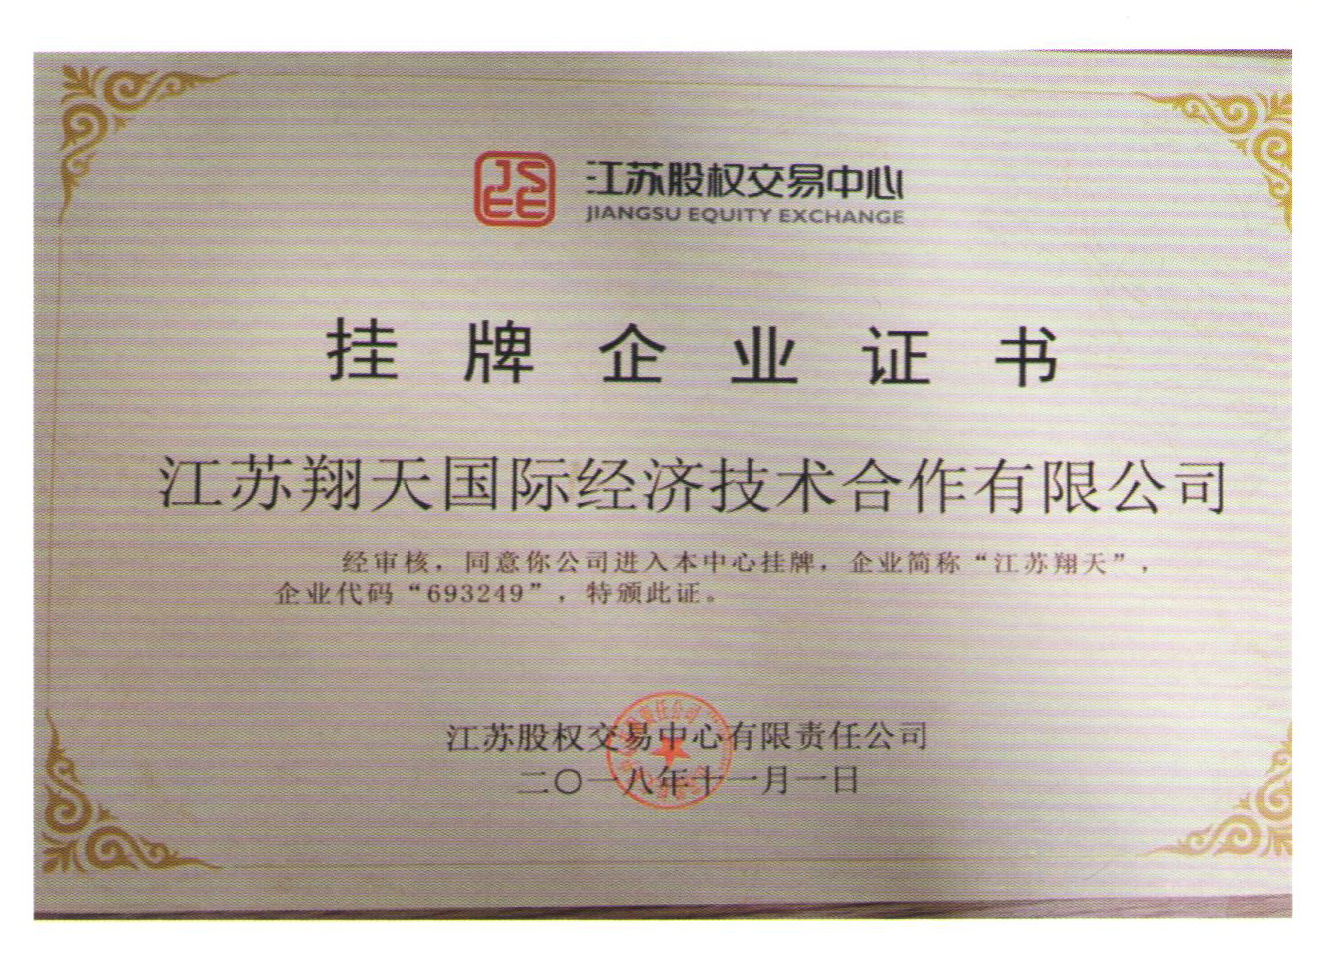 JS
EE
江苏股权交易中心
JIANGSU EQUITY EXCHANGE
挂牌企业证书
江苏翔天国际经济技术合作有限公司
经审核，同意你公司进入本中心挂牌，企业简称“江苏翔天”，
企业代码“693249”，特颁此证。
江苏股权交易中心有限责任公司
二〇一八年十一月一日